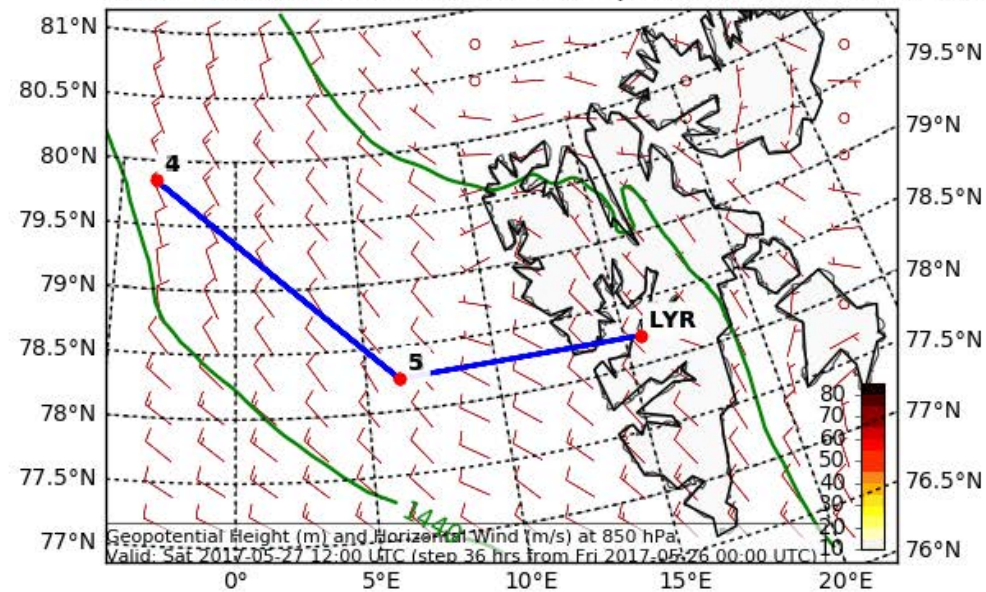 81°N
80.5°N
80°N
79.5°N
79°N
78.5°N
78°N
77.5°N
77°N
79.5°N
79°N
78.5°N
78°N
77.5°N
77°N
76.5°N
76°N
4
5
LYR
1440
80
70
60
50
40
30
20
10
Geopotential Height (m) and Horizontal Wind (m/s) at 850 hPa
Valid: Sat 2017-05-27 12:00 UTC (step 36 hrs from Fri 2017-05-26 00:00 UTC)
0°
5°E
10°E
15°E
20°E